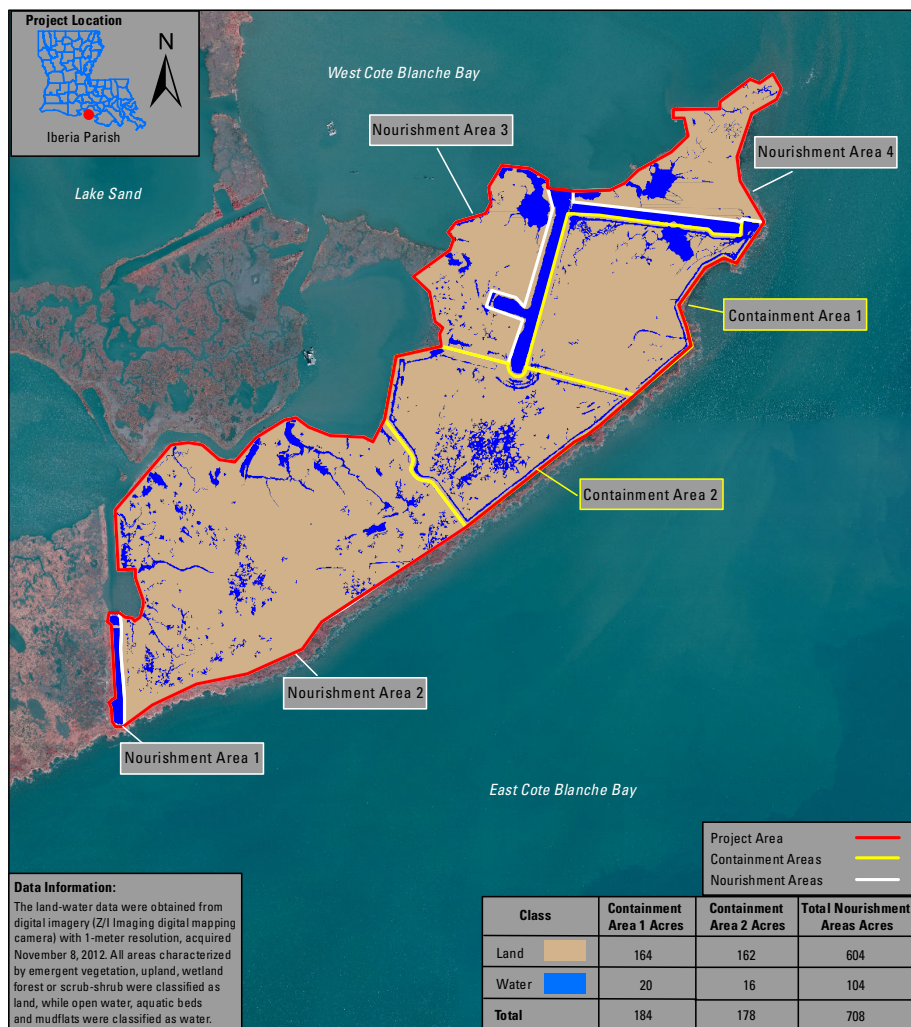 Project Location
N
Iberia Parish
West Cote Blanche Bay
Nourishment Area 3
Nourishment Area 4
Lake Sand
Containment Area 1
Containment Area 2
Nourishment Area 2
Nourishment Area 1
East Cote Blanche Bay
Project Area
Containment Areas
Nourishment Areas
Data Information:
The land-water data were obtained from
digital imagery (Z/I Imaging digital mapping
camera) with 1-meter resolution, acquired
November 8, 2012. All areas characterized
by emergent vegetation, upland, wetland
forest or scrub-shrub were classified as
land, while open water, aquatic beds
and mudflats were classified as water.
Class Containment Area 1 Acres Containment Area 2 Acres Total Nourishment Areas Acres
Land 164 162 604
Water 20 16 104
Total 184 178 708